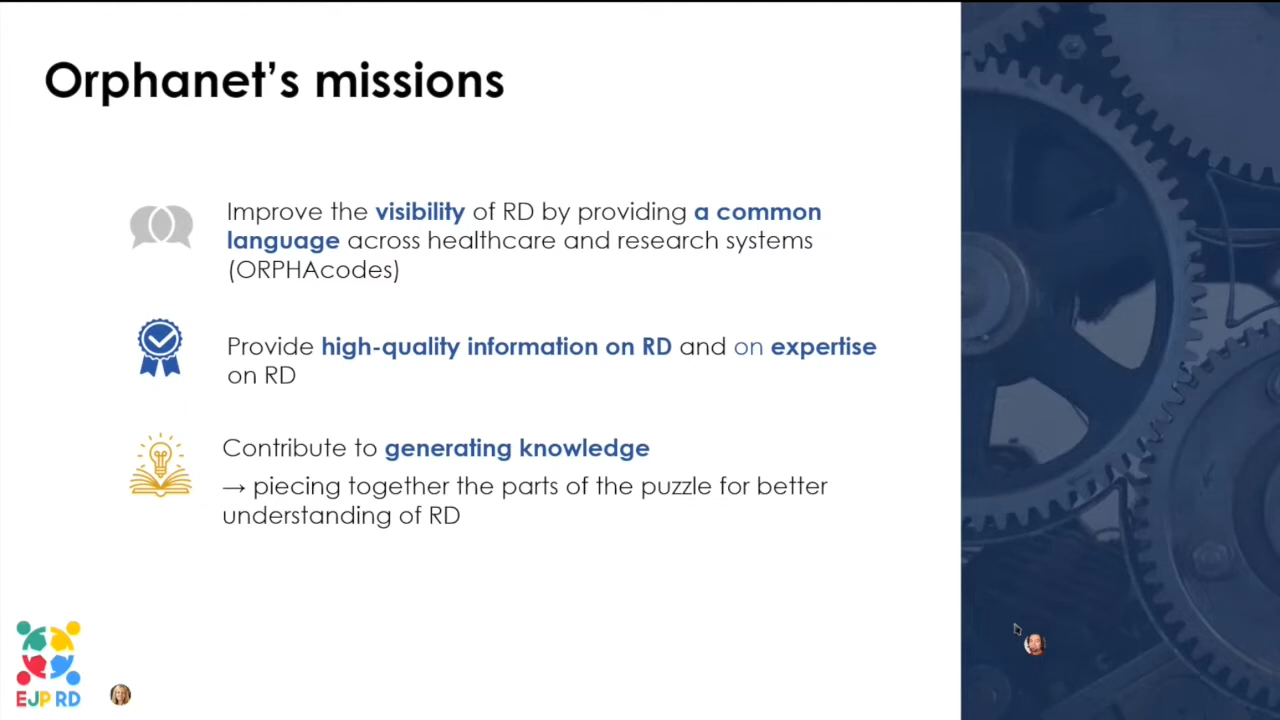 Orphanet's missions
Improve the visibility of RD by providing a common
language across healthcare and research systems
(ORPHAcodes)
Provide high-quality information on RD and on expertise
on RD
Contribute to generating knowledge
→ piecing together the parts of the puzzle for better
understanding of RD
EJP RD